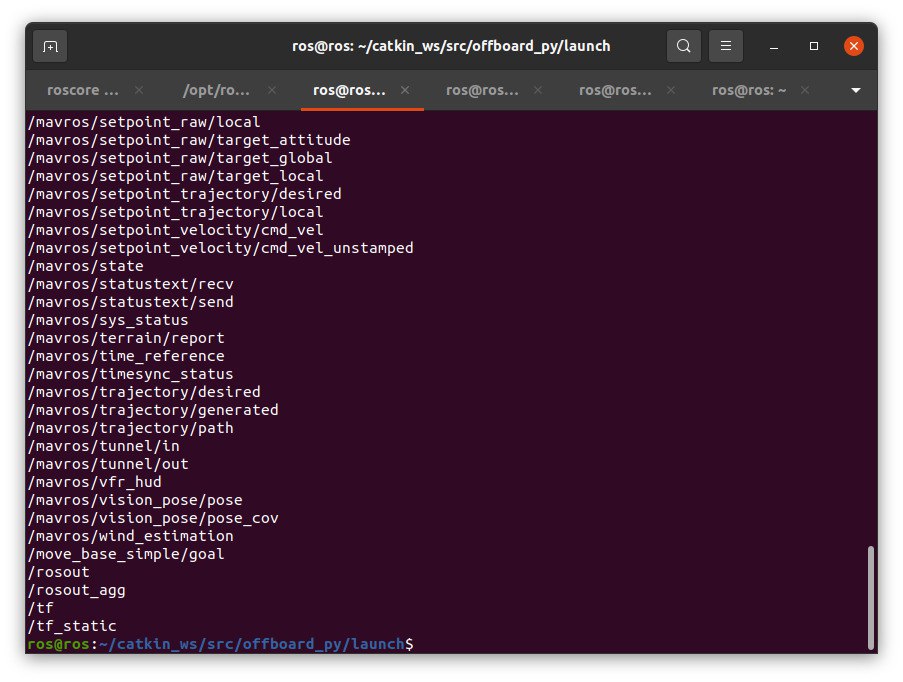 ros@ros: ~/catkin_ws/src/offboard_py/launch
roscore ... × /opt/ro... × ros@ros... × ros@ros... × ros@ros... × ros@ros: ~ ×
/mavros/setpoint_raw/local
/mavros/setpoint_raw/target_attitude
/mavros/setpoint_raw/target_global
/mavros/setpoint_raw/target_local
/mavros/setpoint_trajectory/desired
/mavros/setpoint_trajectory/local
/mavros/setpoint_velocity/cmd_vel
/mavros/setpoint_velocity/cmd_vel_unstamped
/mavros/state
/mavros/statustext/recv
/mavros/statustext/send
/mavros/sys_status
/mavros/terrain/report
/mavros/time_reference
/mavros/timesync_status
/mavros/trajectory/desired
/mavros/trajectory/generated
/mavros/trajectory/path
/mavros/tunnel/in
/mavros/tunnel/out
/mavros/vfr_hud
/mavros/vision_pose/pose
/mavros/vision_pose/pose_cov
/mavros/wind_estimation
/move_base_simple/goal
/rosout
/rosout_agg
/tf
/tf_static
ros@ros:~/catkin_ws/src/offboard_py/launch$